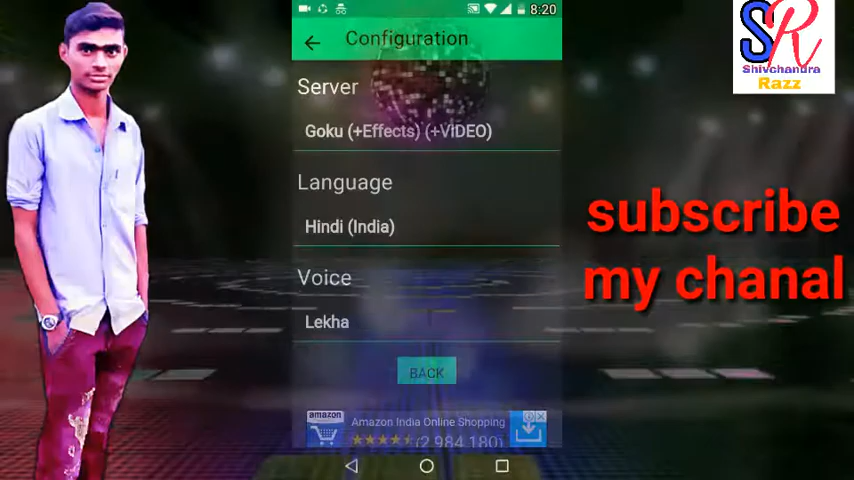 8:20
Configuration
Server
Goku (+Effects) (+ViDEO)
Language
Hindi (India)
Voice
Lekha
BACK
amazon
Amazon India Online Shopping
(2,984,180)
SR
Shivchandra
Razz
subscribe
my chanal